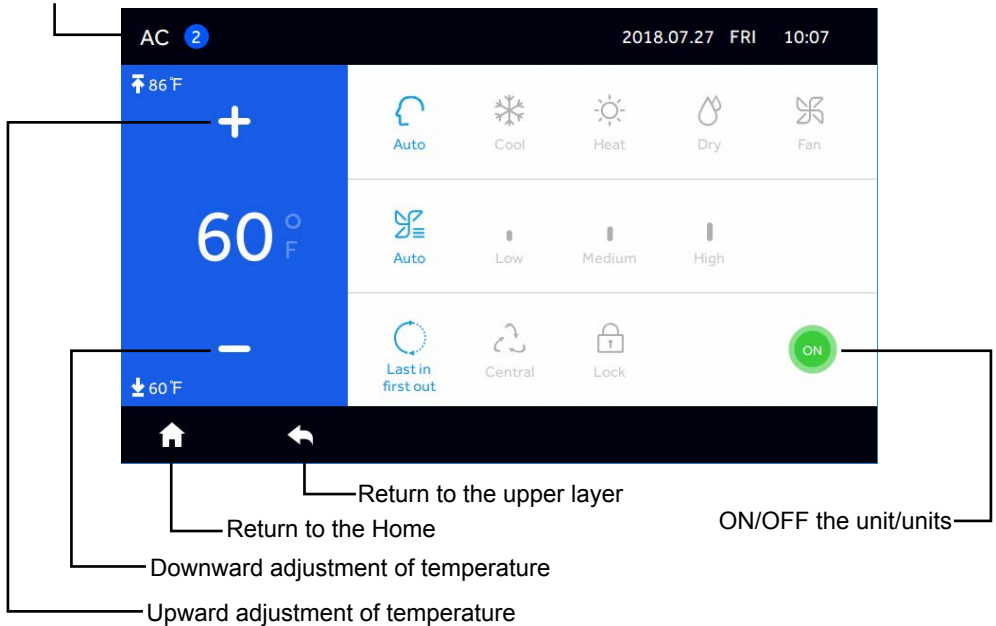 AC 2 2018.07.27 FRI 10:07
86℉
Auto Cool Heat Dry Fan
60 °F
Auto Low Medium High
ON
Last in Central Lock
first out
60℉
Return to the upper layer
ON/OFF the unit/units
Return to the Home
Downward adjustment of temperature
Upward adjustment of temperature